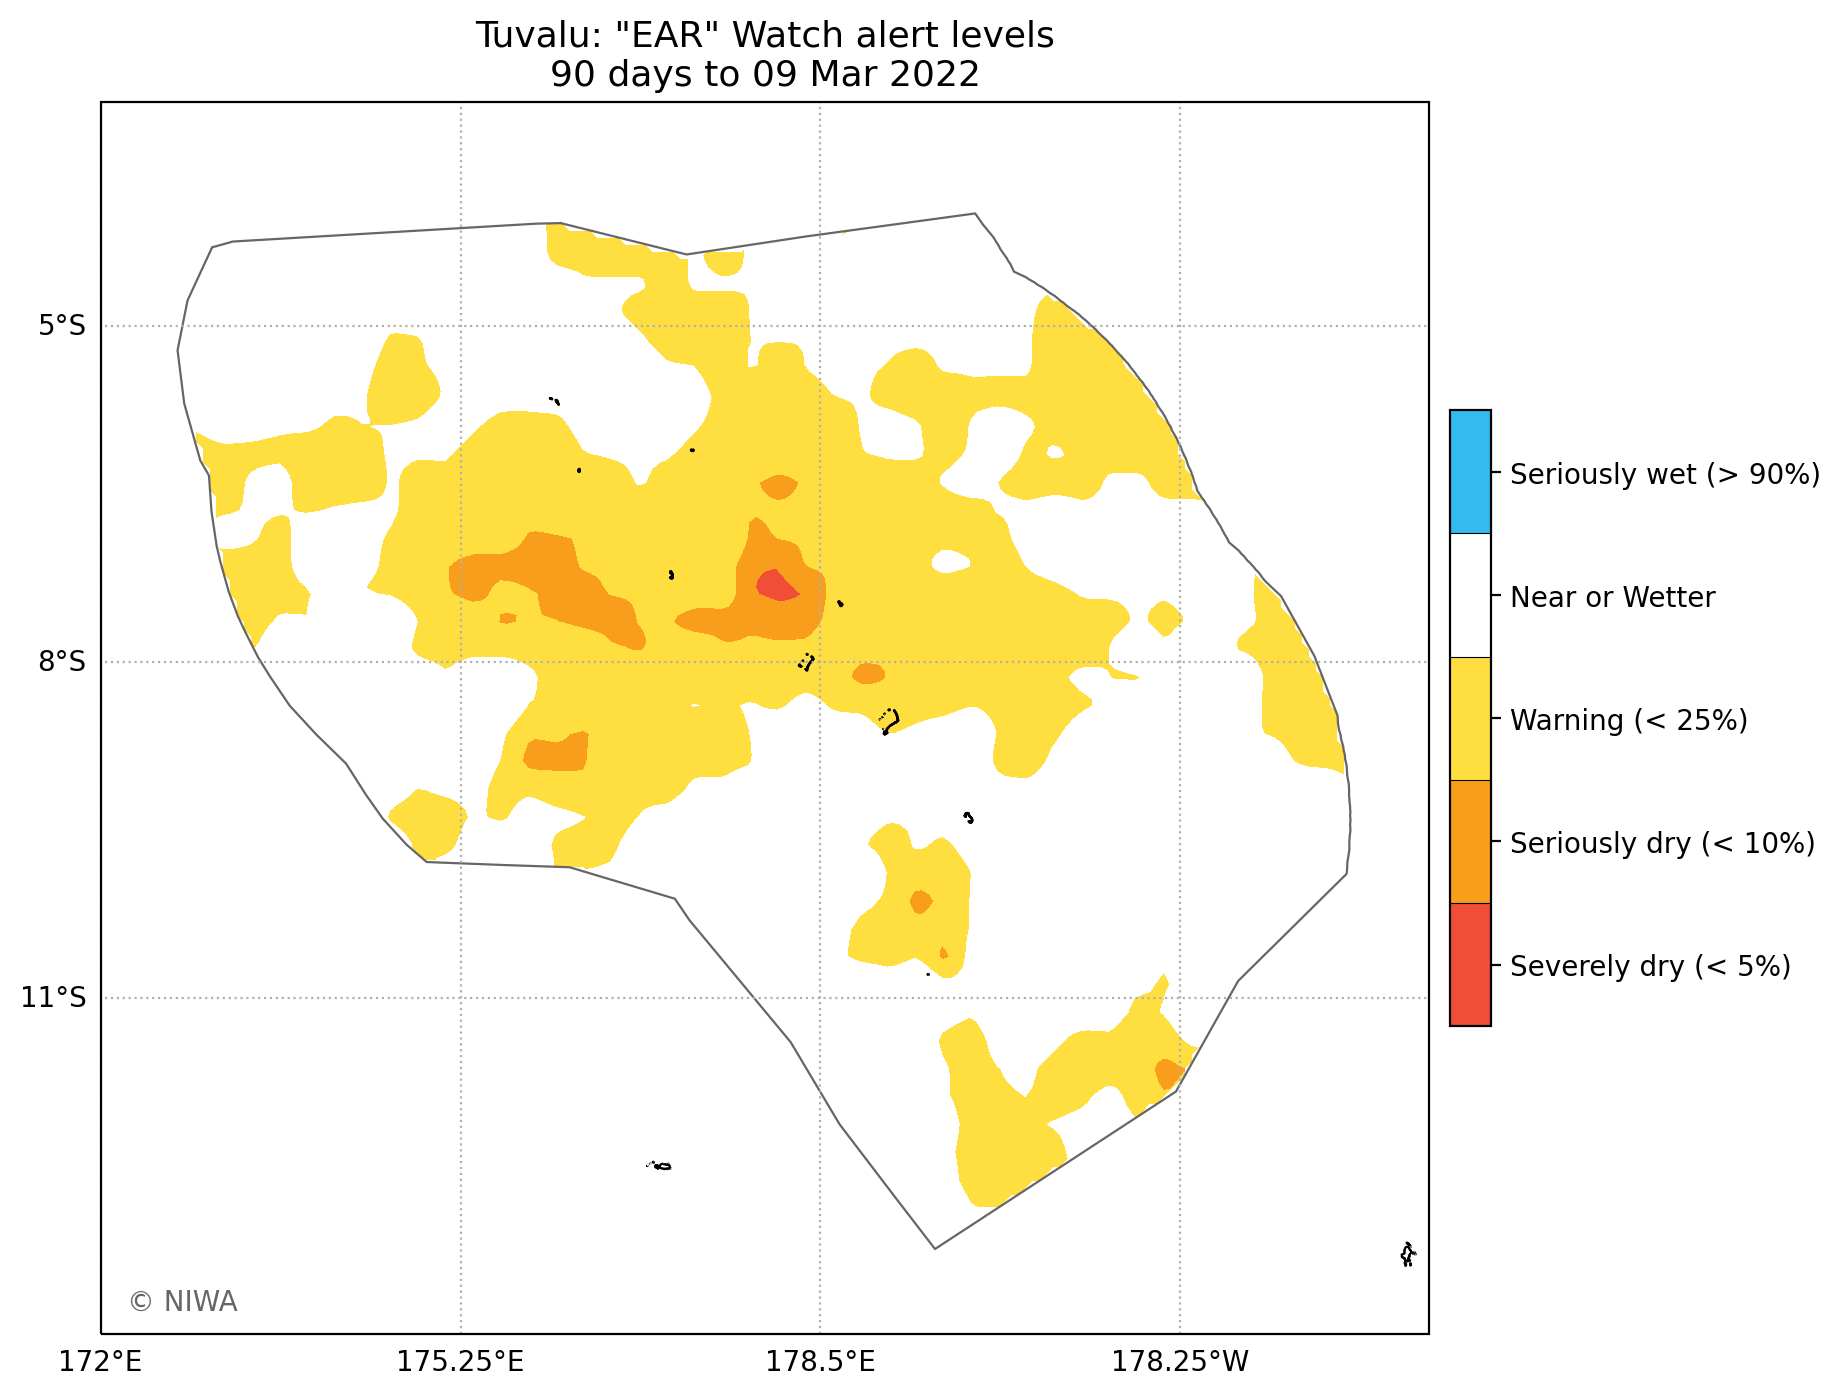 Tuvalu: "EAR" Watch alert levels
90 days to 09 Mar 2022
5°S
8°S
11°S
172°E
175.25°E
178.5°E
178.25°W
Seriously wet (> 90%)
Near or Wetter
Warning (< 25%)
Seriously dry (< 10%)
Severely dry (< 5%)
© NIWA